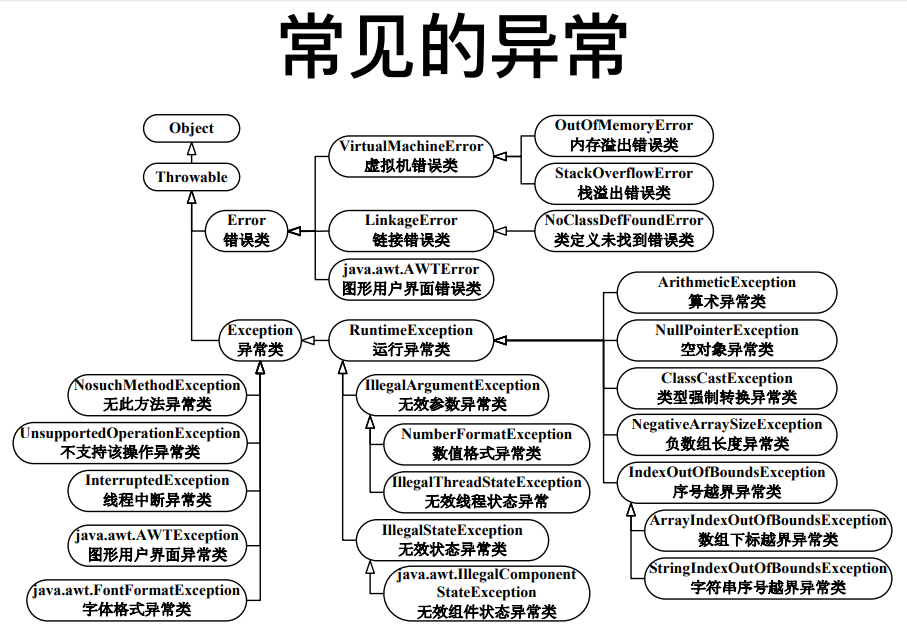 常见的异常
Object
Throwable
Error
错误类
VirtualMachineError
虚拟机错误类
OutOfMemoryError
内存溢出错误类
StackOverflowError
栈溢出错误类
LinkageError
链接错误类
NoClassDefFoundError
类定义未找到错误类
java.awt.AWTError
图形用户界面错误类
Exception
异常类
RuntimeException
运行异常类
ArithmeticException
算术异常类
NullPointerException
空对象异常类
ClassCastException
类型强制转换异常类
NegativeArraySizeException
负数组长度异常类
IndexOutOfBoundsException
序号越界异常类
ArrayIndexOutOfBoundsException
数组下标越界异常类
StringIndexOutOfBoundsException
字符串序号越界异常类
NosuchMethodException
无此方法异常类
UnsupportedOperationException
不支持该操作异常类
InterruptedException
线程中断异常类
java.awt.AWTException
图形用户界面异常类
java.awt.FontFormatException
字体格式异常类
IllegalArgumentException
无效参数异常类
NumberFormatException
数值格式异常类
IllegalThreadStateException
无效线程状态异常
IllegalStateException
无效状态异常类
java.awt.IllegalComponent
StateException
无效组件状态异常类